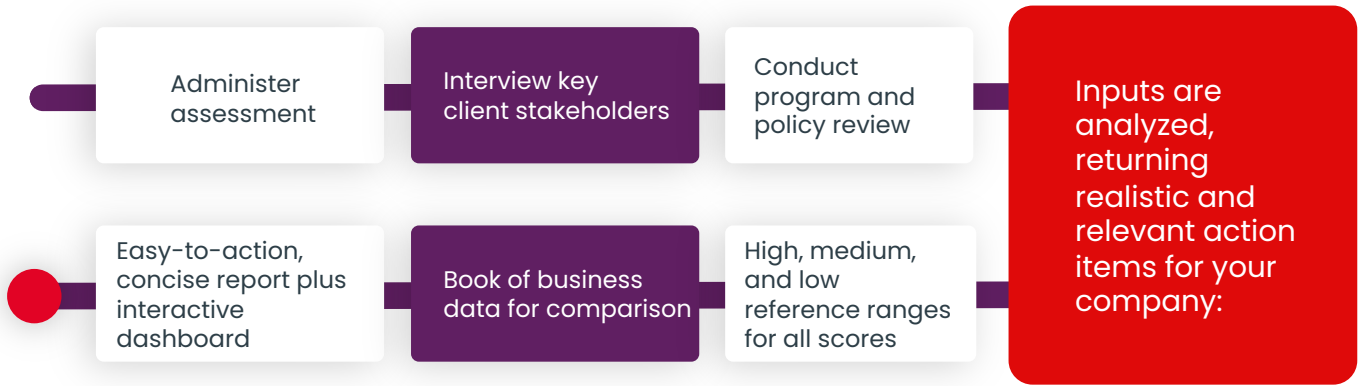 Administer
assessment
Interview key
client stakeholders
Conduct
program and
policy review
Inputs are
analyzed,
returning
realistic and
relevant action
items for your
company:
High, medium,
and low
reference ranges
for all scores
Book of business
data for comparison
Easy-to-action,
concise report plus
interactive
dashboard